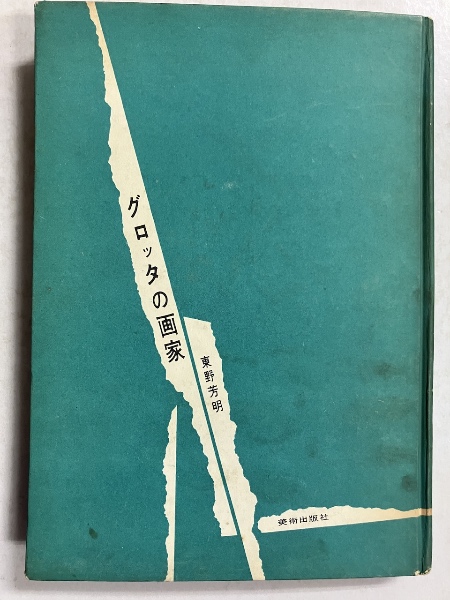 グロッタの画家
東野芳明
美術出版社